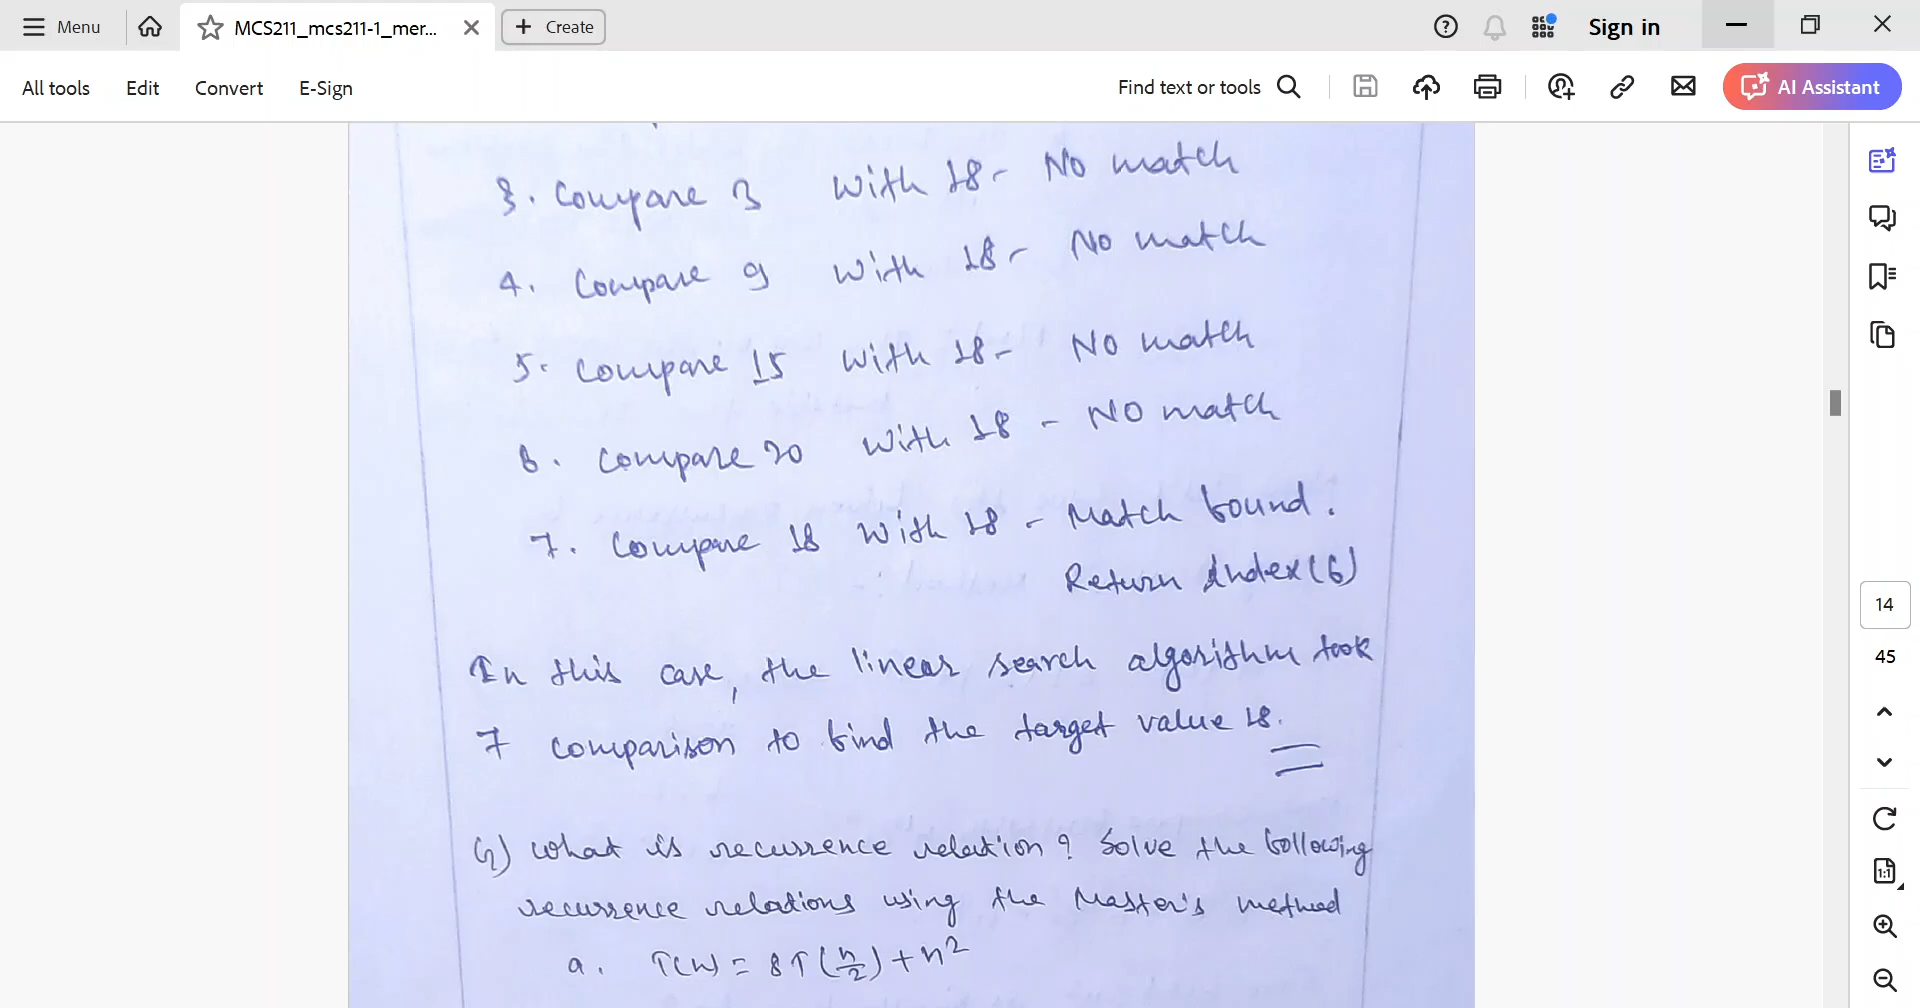 Menu
MCS211_mcs211-1_mer...
Create
Sign in
All tools
Edit
Convert
E-Sign
Find text or tools
AI Assistant
3. Compare 3 with 18 - No match
4. Compare 9 with 18 - No match
5. Compare 15 with 18 - No match
6. Compare 20 with 18 - No match
7. Compare 18 with 18 - Match found.
Return Index(6)
In this case, the linear search algorithm took
7 comparison to find the target value 18.
What is recurrence relation? Solve the following
recurrence relations using the Master's method
a. T(n) = 8T(n/2) + n²
14
45
1:1